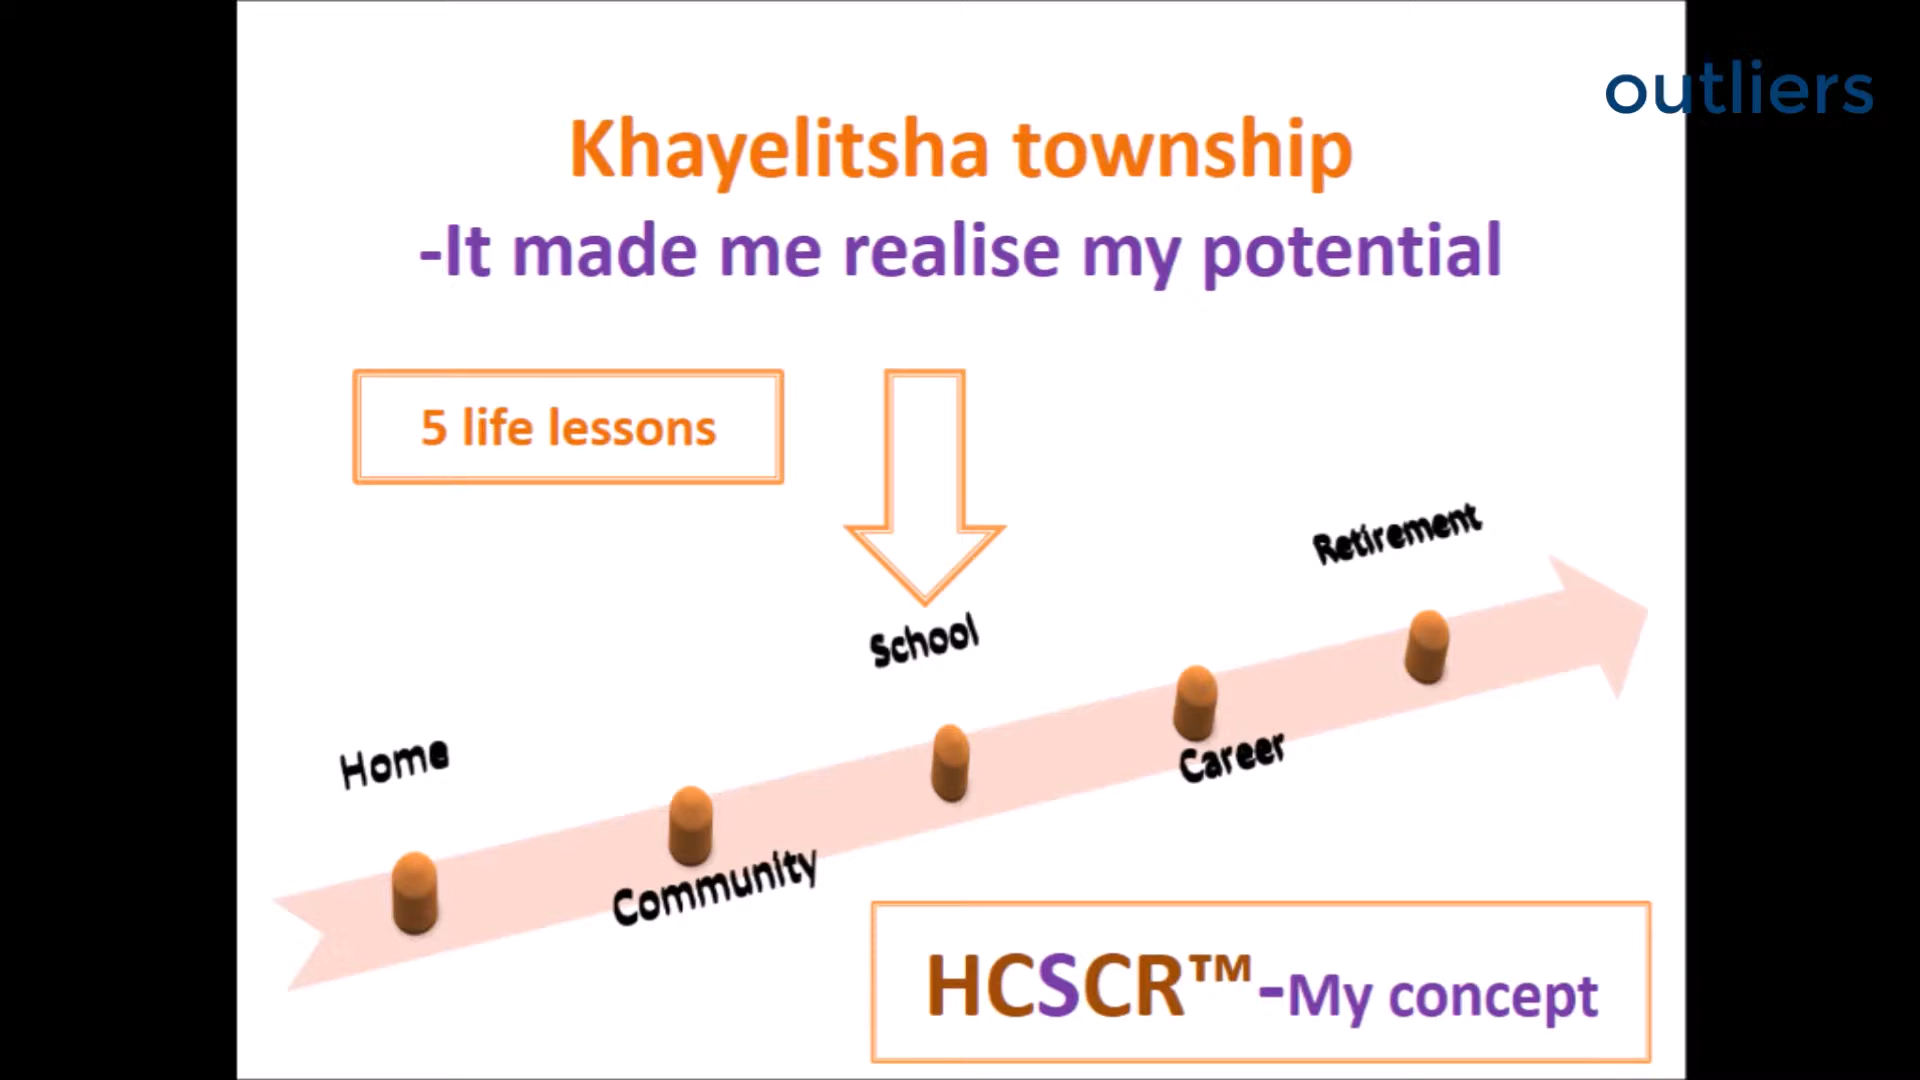 outliers
Khayelitsha township
-It made me realise my potential
5 life lessons
Retirement
School
Home
Career
Community
HCSCR™-My concept